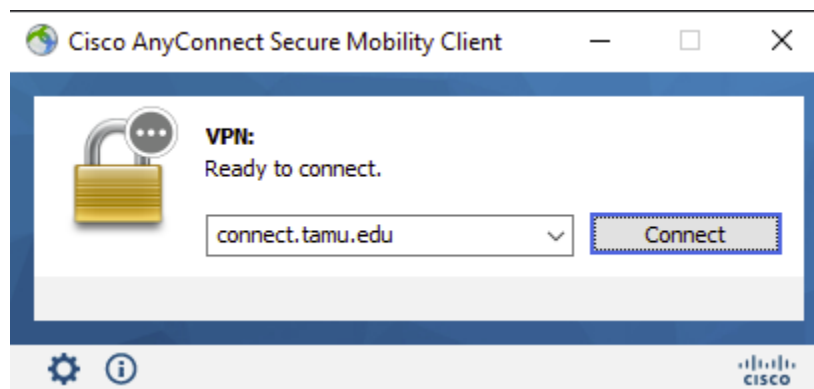 Cisco AnyConnect Secure Mobility Client
VPN:
Ready to connect.
connect.tamu.edu
Connect
CISCO